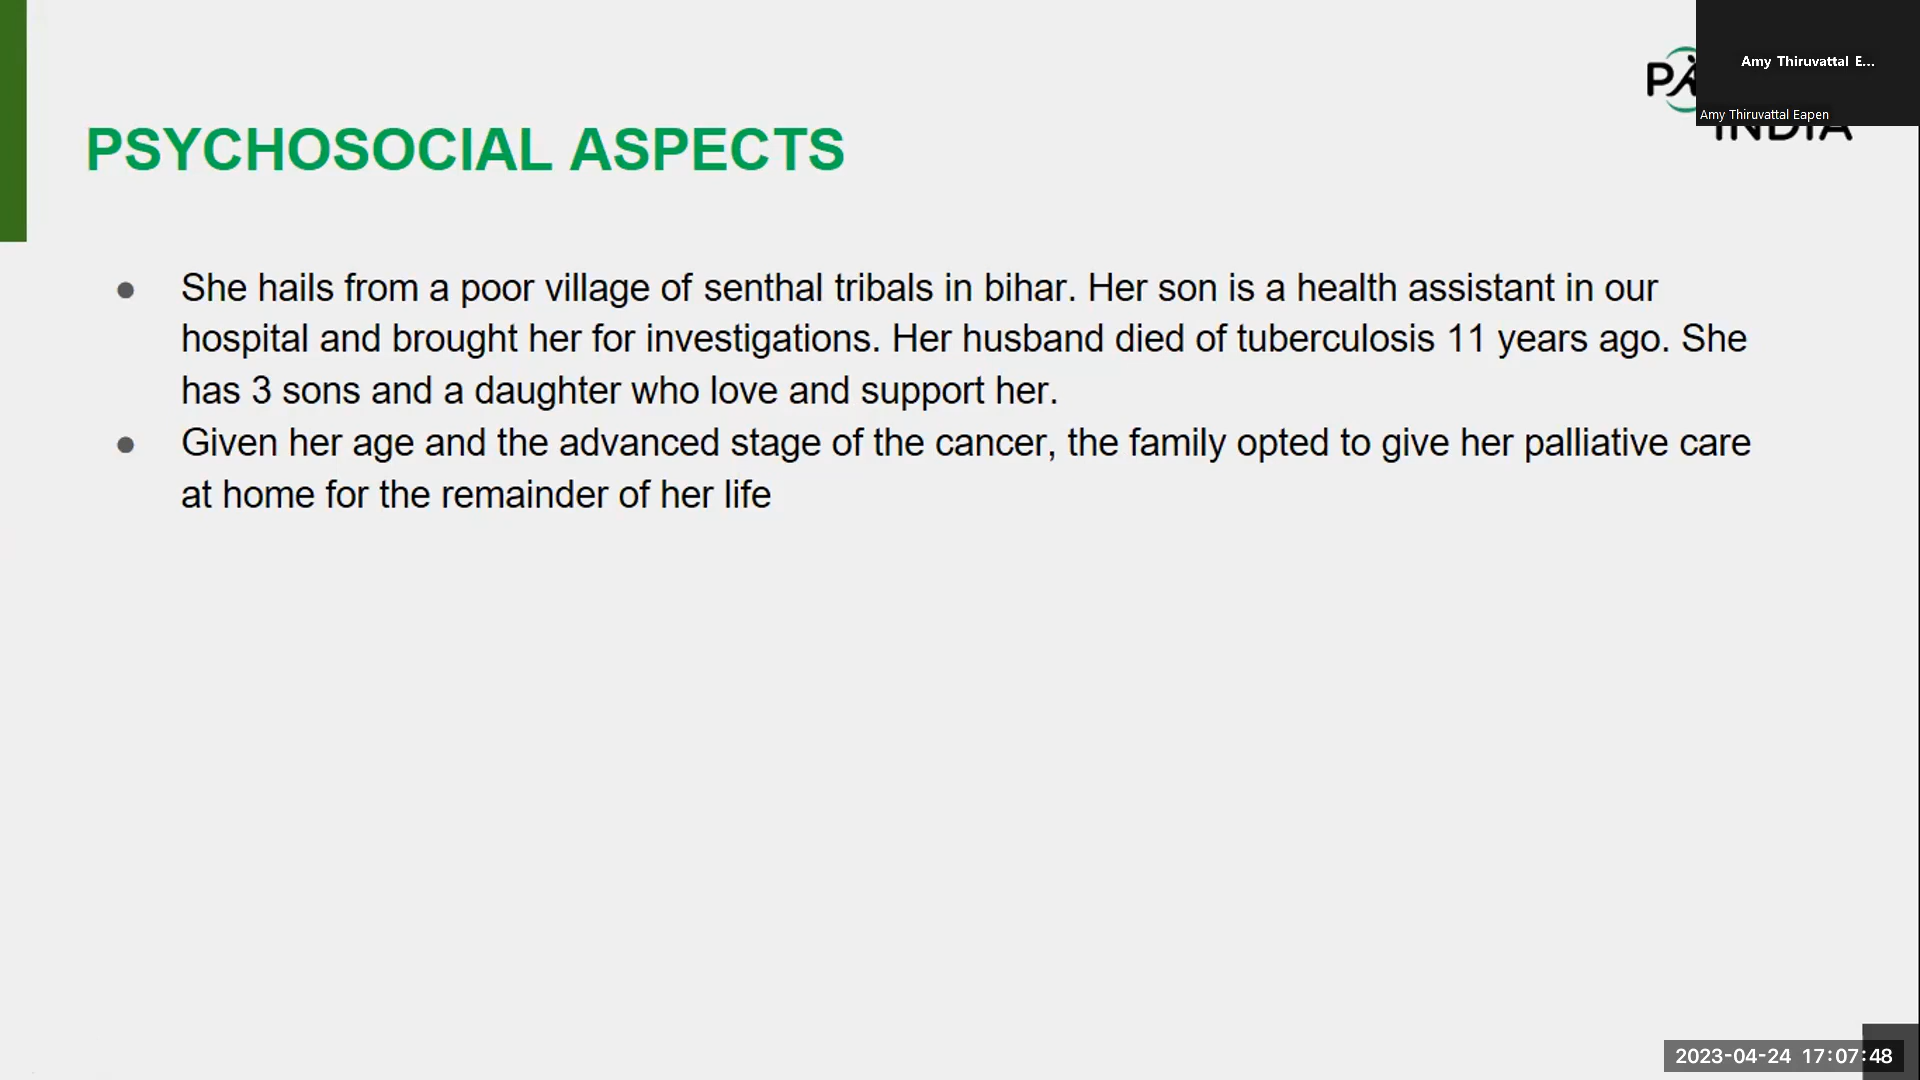 Amy Thiruvattal E...
Amy Thiruvattal Eapen
INDIA
PSYCHOSOCIAL ASPECTS
● She hails from a poor village of senthal tribals in bihar. Her son is a health assistant in our
hospital and brought her for investigations. Her husband died of tuberculosis 11 years ago. She
has 3 sons and a daughter who love and support her.
● Given her age and the advanced stage of the cancer, the family opted to give her palliative care
at home for the remainder of her life
2023-04-24 17:07:48